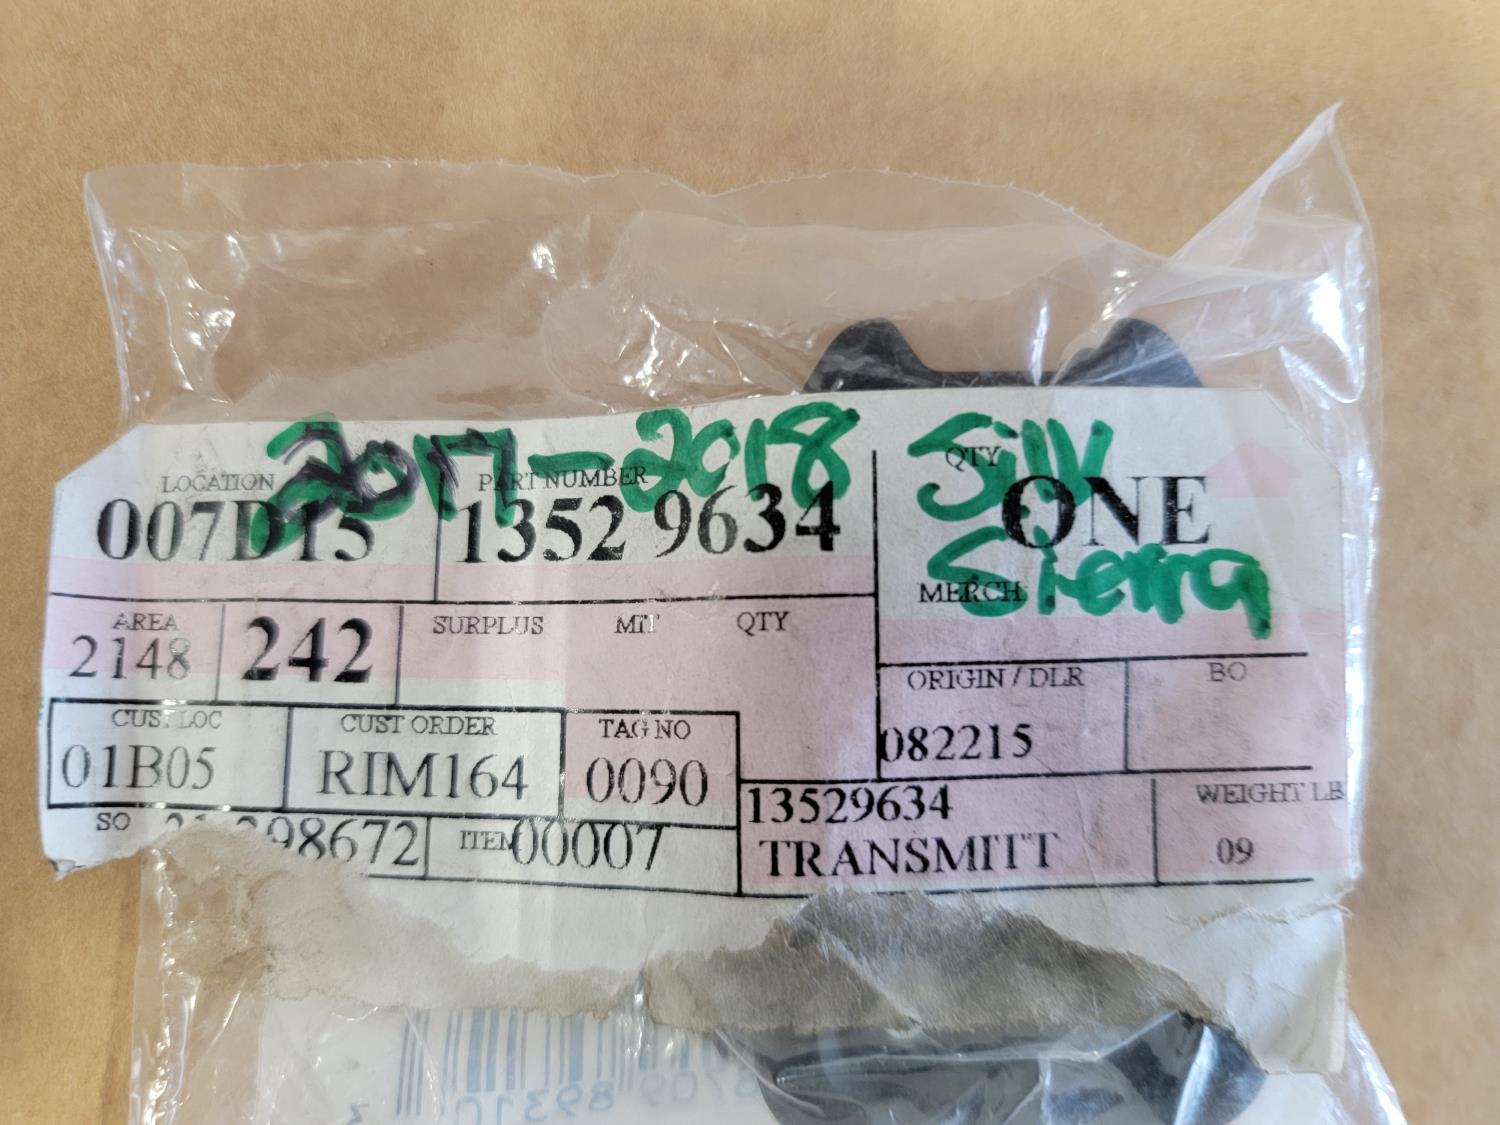 2017-2018 Silv
Sierra
LOCATION
007D15
PART NUMBER
1352 9634
QTY
ONE
MERCH
AREA
2148
242
SURPLUS MIT QTY
ORIGIN / DLR
082215
BO
CUST LOC
01B05
CUST ORDER
RIM164
TAG NO
0090
13529634
TRANSMITT
WEIGHT LB
09
SO 98672
ITEM 00007